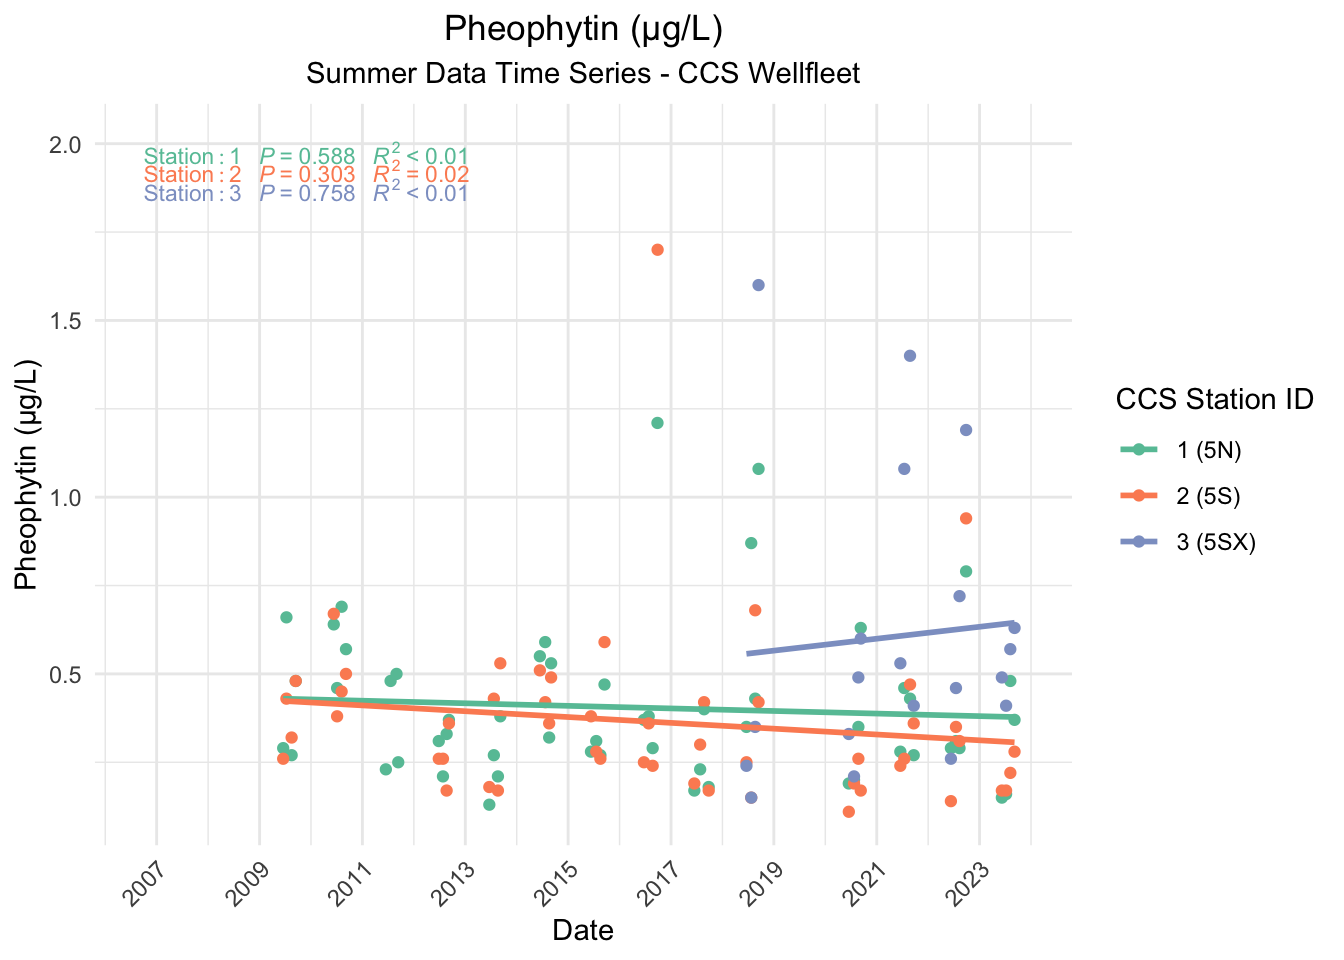 Pheophytin (µg/L)
Summer Data Time Series - CCS Wellfleet
Station : 1 P = 0.588 R² < 0.01
Station : 2 P = 0.303 R² = 0.02
Station : 3 P = 0.758 R² < 0.01
2.0
1.5
1.0
0.5
Pheophytin (µg/L)
2007 2009 2011 2013 2015 2017 2019 2021 2023
Date
CCS Station ID
1 (5N)
2 (5S)
3 (5SX)